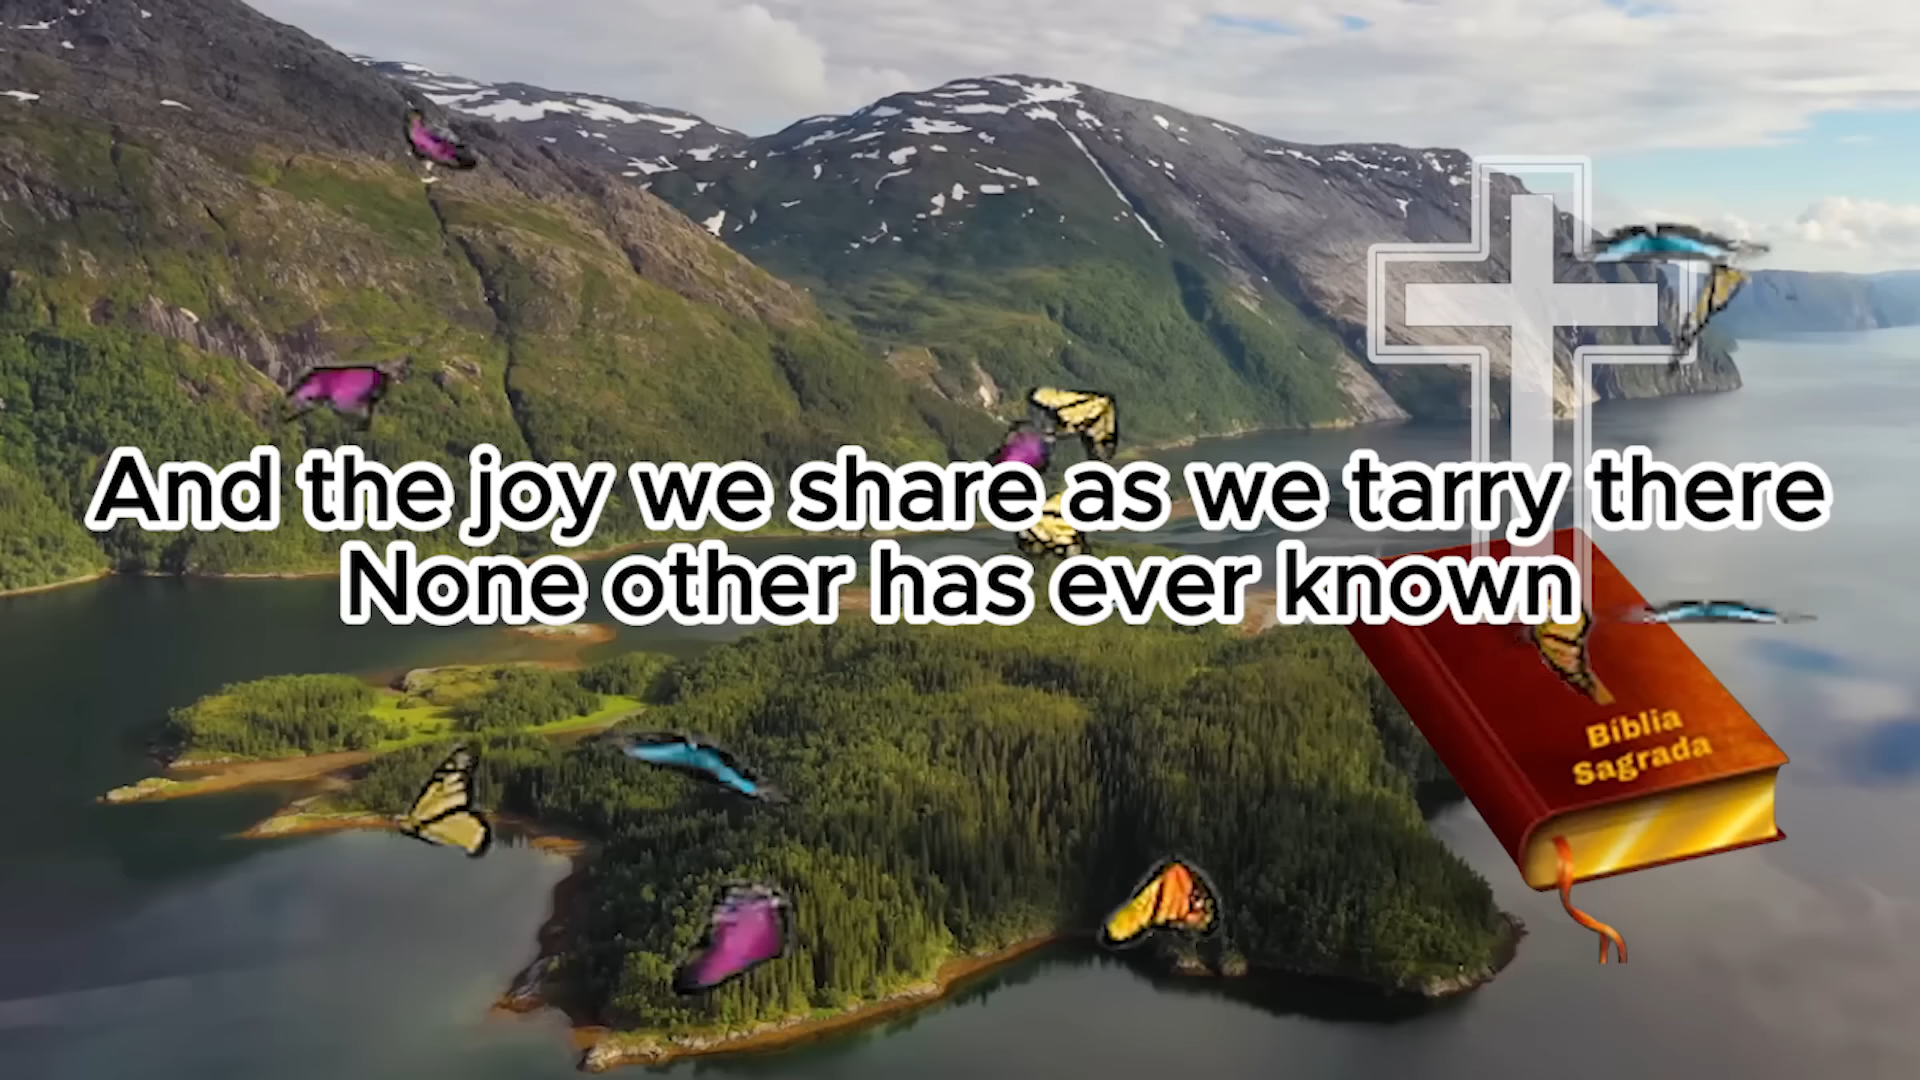 And the joy we share as we tarry there
None other has ever known
Bíblia
Sagrada